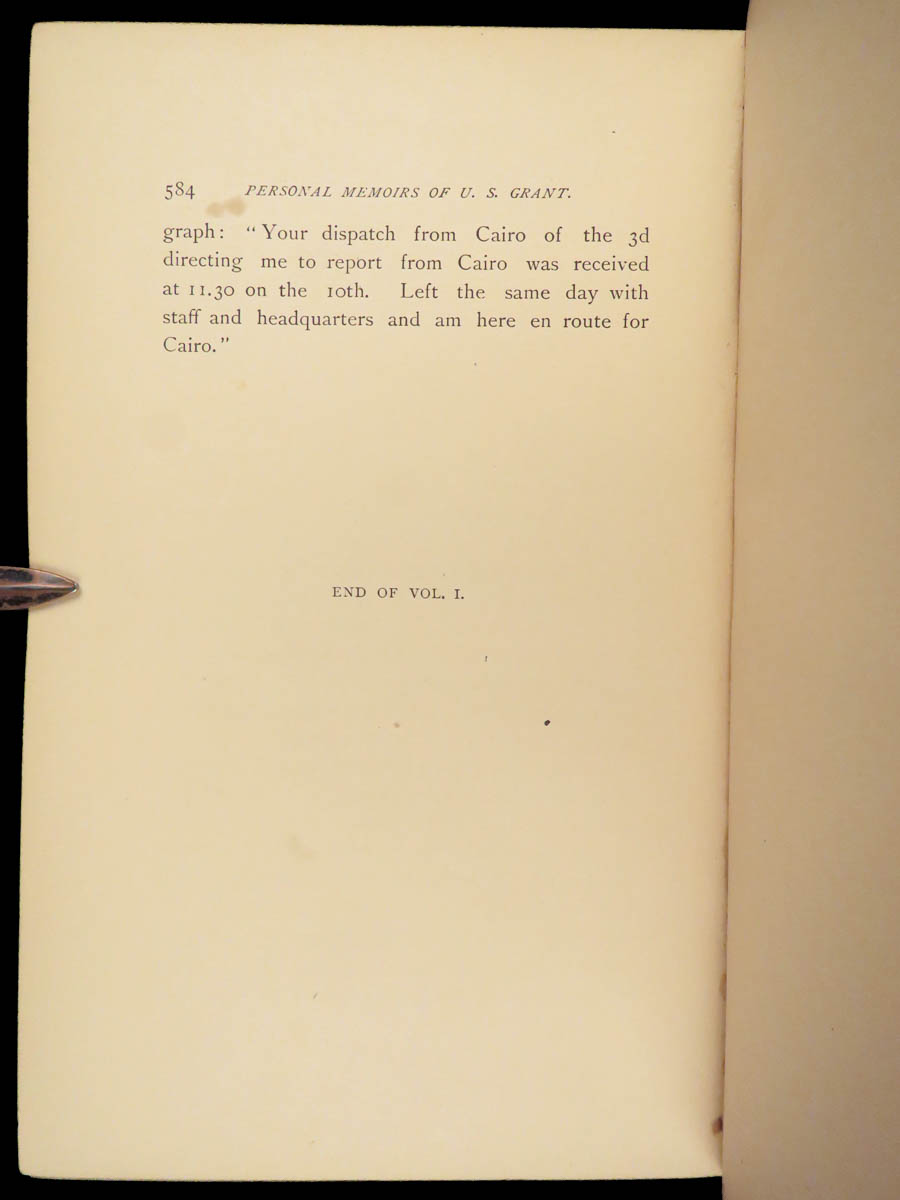 584 PERSONAL MEMOIRS OF U. S. GRANT.
graph: "Your dispatch from Cairo of the 3d
directing me to report from Cairo was received
at 11.30 on the 10th. Left the same day with
staff and headquarters and am here en route for
Cairo."
END OF VOL. I.